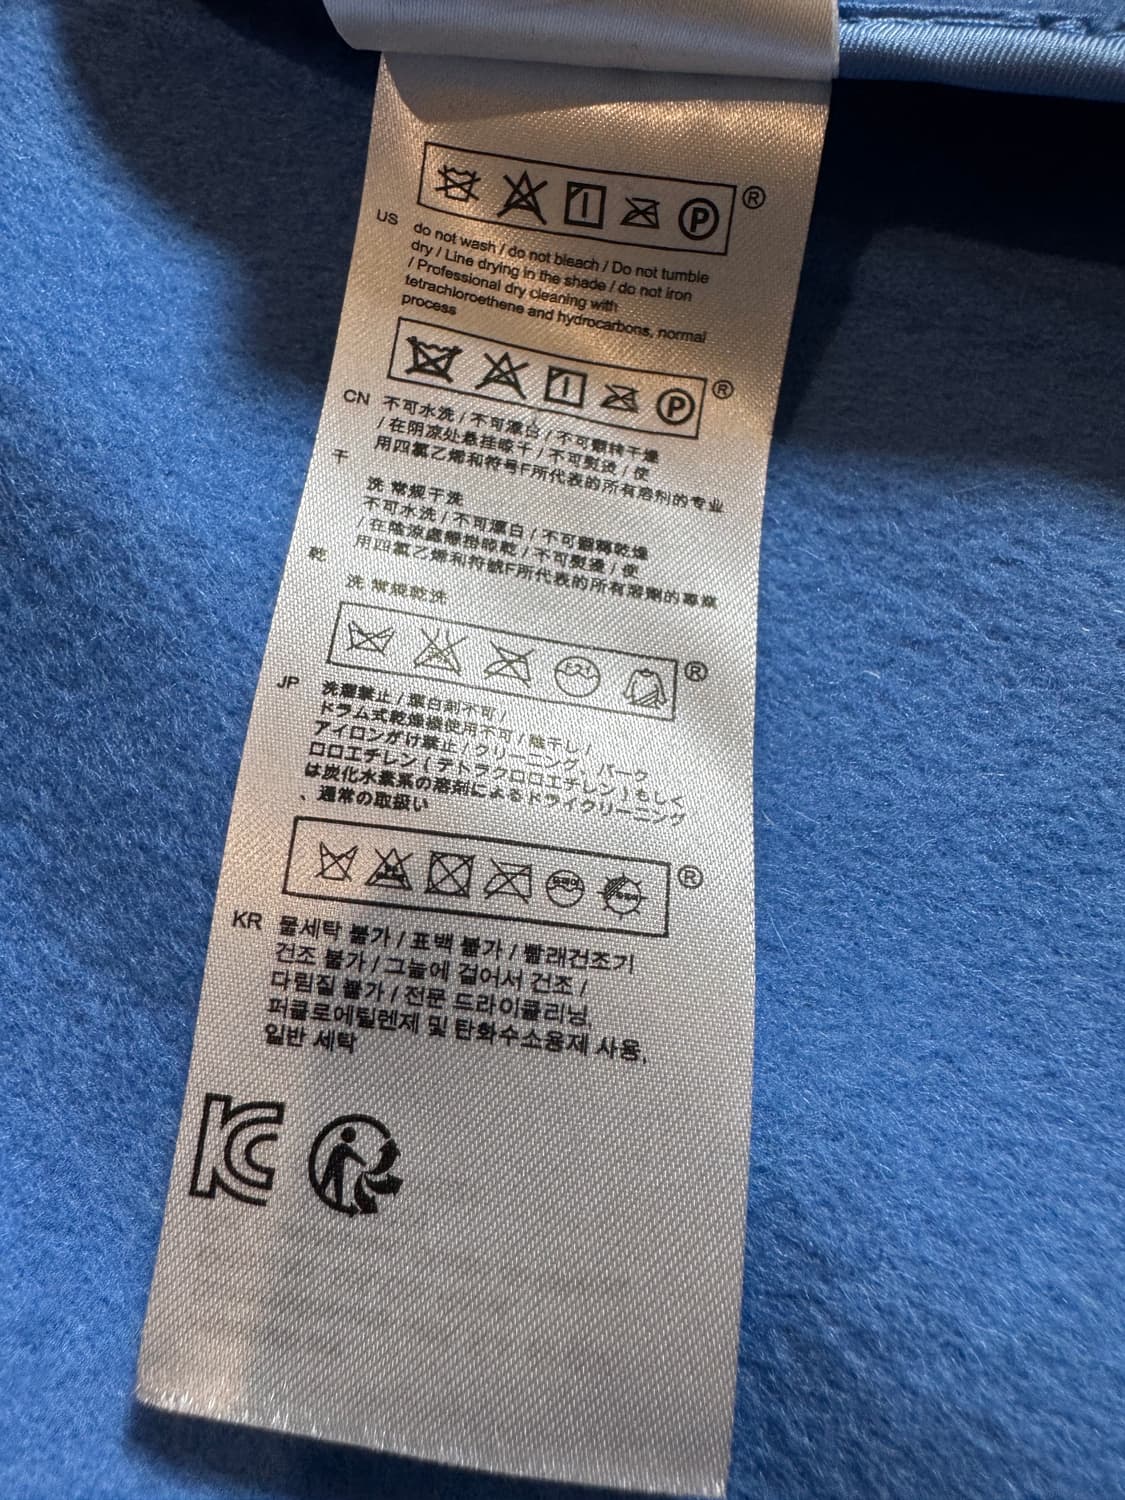 P
®
US
do not wash / do not bleach / Do not tumble
dry / Line drying in the shade / do not iron
/ Professional dry cleaning with
tetrachloroethene and hydrocarbons, normal
process
P
®
CN
不可水洗 / 不可漂白 / 不可翻转干燥
/ 在阴凉处悬挂晾干 / 不可熨烫 / 使
用四氯乙烯和符号F所代表的所有溶剂的专业
干
洗 常规干洗
不可水洗 / 不可漂白 / 不可翻轉乾燥
/ 在陰涼處懸掛晾乾 / 不可熨燙 / 使
用四氯乙烯和符號F所代表的所有溶劑的專業
乾
洗 常規乾洗
®
JP
洗濯禁止 / 漂白剤不可 /
ドラム式乾燥機使用不可 / 陰干し /
アイロンがけ禁止 / クリーニング、パーク
ロロエチレン ( テトラクロロエチレン ) もしく
は炭化水素系の溶剤によるドライクリーニング
、通常の取扱い
®
KR
물세탁 불가 / 표백 불가 / 빨래건조기
건조 불가 / 그늘에 걸어서 건조 /
다림질 불가 / 전문 드라이클리닝,
퍼클로에틸렌제 및 탄화수소용제 사용,
일반 세탁
KC